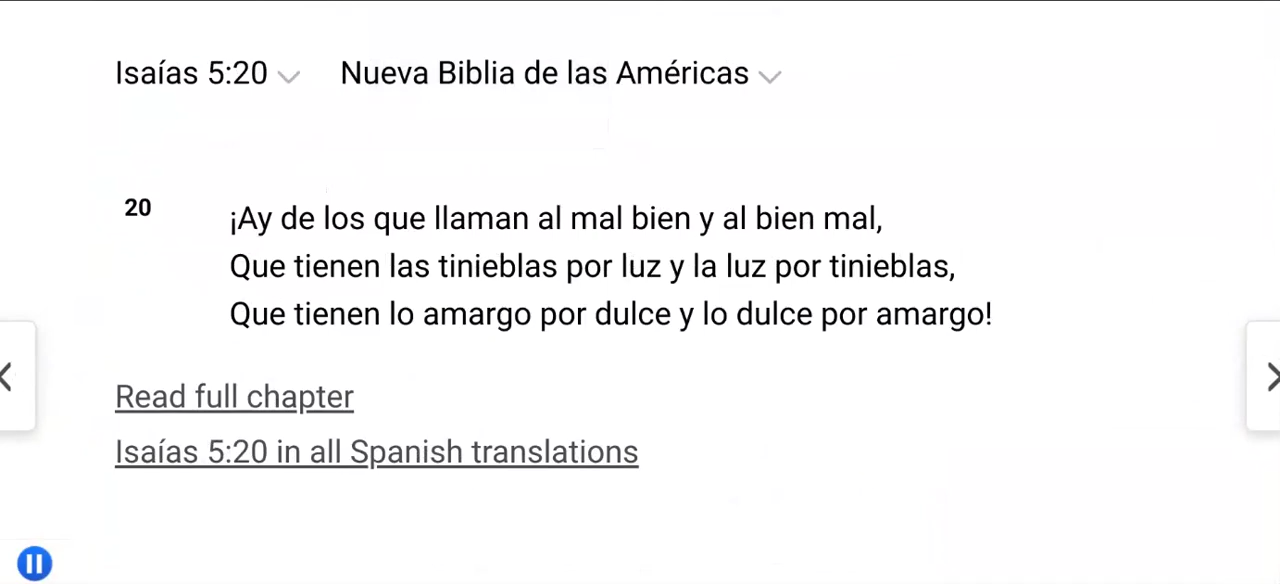 Isaías 5:20 Nueva Biblia de las Américas
20 ¡Ay de los que llaman al mal bien y al bien mal,
Que tienen las tinieblas por luz y la luz por tinieblas,
Que tienen lo amargo por dulce y lo dulce por amargo!
Read full chapter
Isaías 5:20 in all Spanish translations